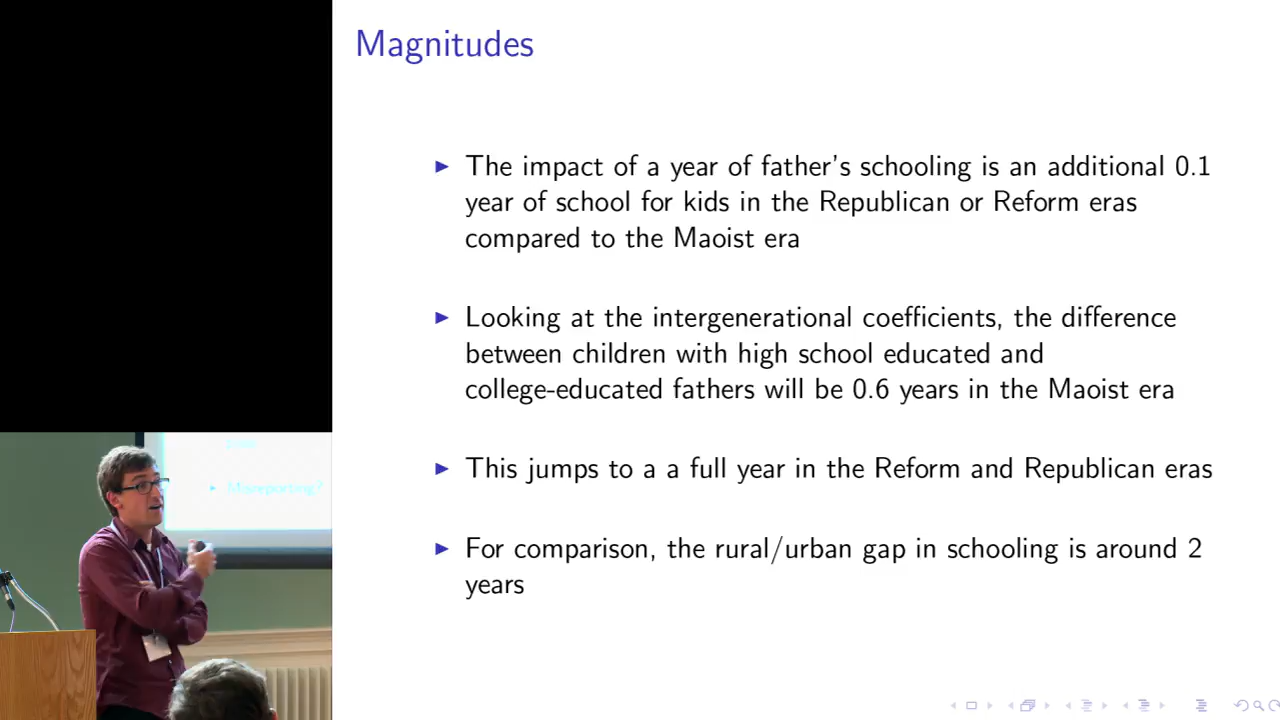 Magnitudes
The impact of a year of father's schooling is an additional 0.1
year of school for kids in the Republican or Reform eras
compared to the Maoist era
Looking at the intergenerational coefficients, the difference
between children with high school educated and
college-educated fathers will be 0.6 years in the Maoist era
This jumps to a a full year in the Reform and Republican eras
For comparison, the rural/urban gap in schooling is around 2
years
Misreporting?